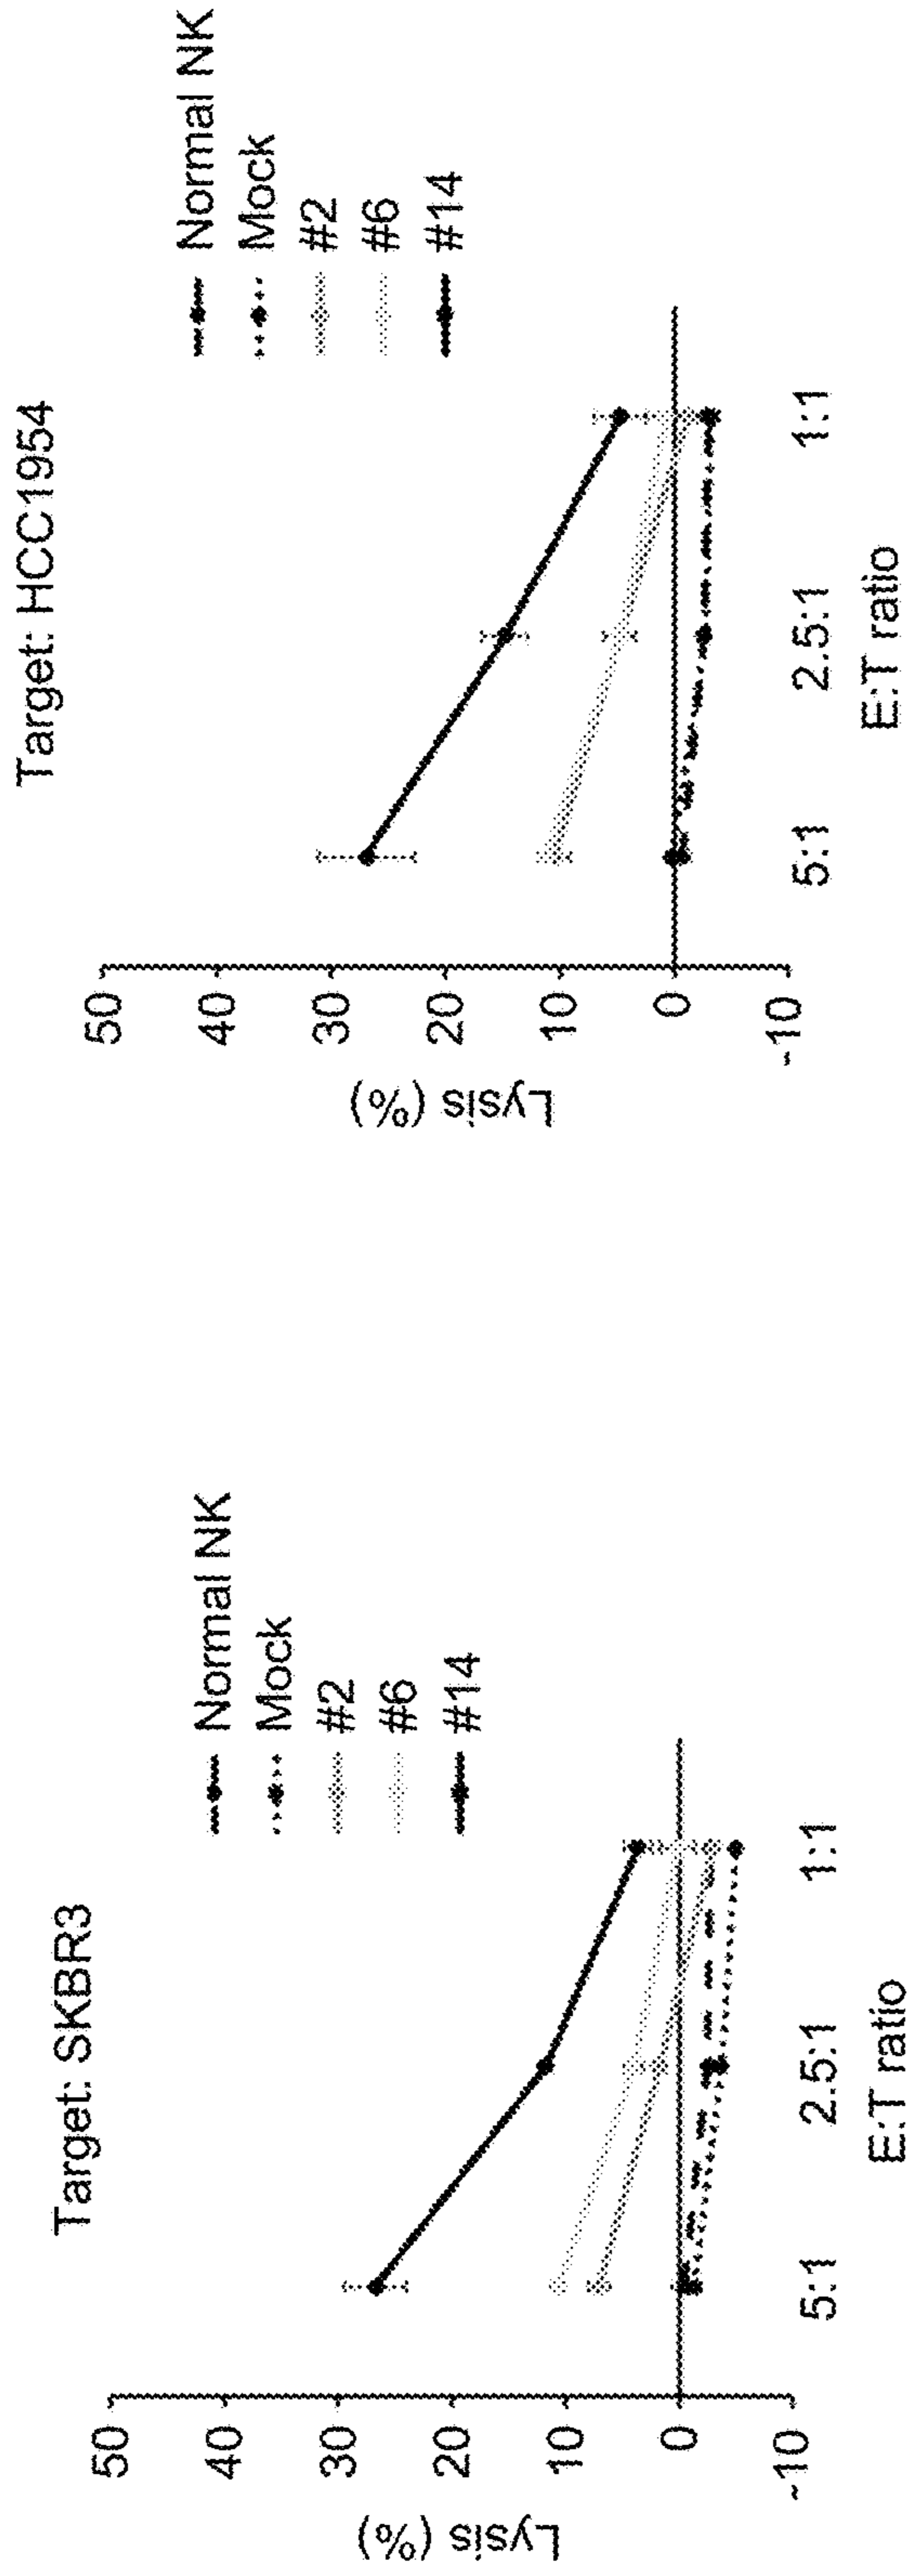 Target: SKBR3
Normal NK
Mock
#2
#6
#14
50
40
30
20
10
0
-10
Lysis (%)
5:1 2.5:1 1:1
E:T ratio
Target: HCC1954
Normal NK
Mock
#2
#6
#14
50
40
30
20
10
0
-10
Lysis (%)
5:1 2.5:1 1:1
E:T ratio